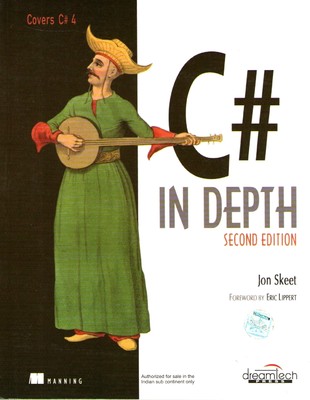 Covers C# 4
C#
IN DEPTH
SECOND EDITION
Jon Skeet
FOREWORD BY ERIC LIPPERT
MANNING
Authorized for sale in the
Indian sub continent only
dreamtech
PRESS